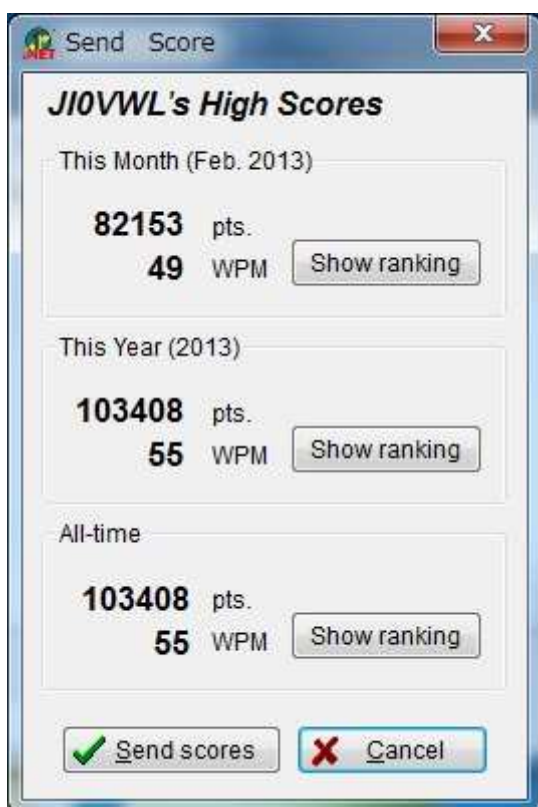 Send Score
JI0VWL's High Scores
This Month (Feb. 2013)
82153 pts.
49 WPM Show ranking
This Year (2013)
103408 pts.
55 WPM Show ranking
All-time
103408 pts.
55 WPM Show ranking
Send scores Cancel